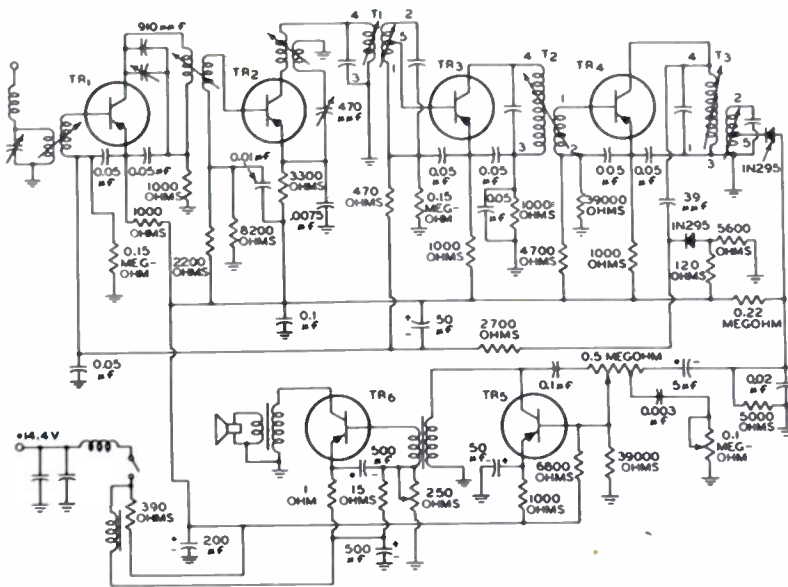 910 μμF
TR1
TR2
4
T1
2
5
3
1
TR3
4
T2
1
3
2
TR4
4
T3
2
5
1
3
1N295
470
μμF
0.05
μF
0.05
μF
1000
OHMS
1000
OHMS
0.15
MEG-
OHM
0.01μF
3300
OHMS
.0075
μF
8200
OHMS
2200
OHMS
470
OHMS
0.05
μF
0.05
μF
0.15
MEG-
OHM
0.05
μF
1000
OHMS
1000
OHMS
0.05
μF
0.05
μF
39000
OHMS
4700
OHMS
1000
OHMS
39
μμF
1N295
5600
OHMS
120
OHMS
0.1
μF
+
-
50
μF
2700
OHMS
0.22
MEGOHM
0.05
μF
0.5 MEGOHM
0.1μF
+
-
5μF
0.003
μF
0.02
μF
5000
OHMS
0.1
MEG-
OHM
TR6
TR5
+14.4V
390
OHMS
+
-
200
μF
500
μF
+
-
1
OHM
15
OHMS
500
μF
+
-
250
OHMS
50
μF
-
+
1000
OHMS
6800
OHMS
39000
OHMS